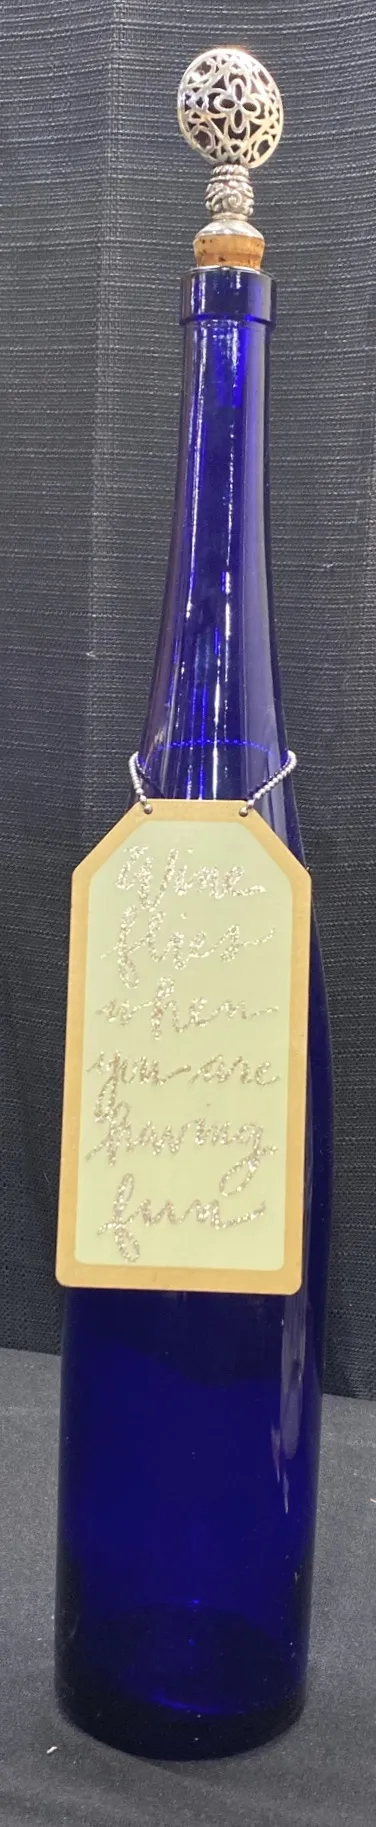 Wine
flies
when
you are
having
fun